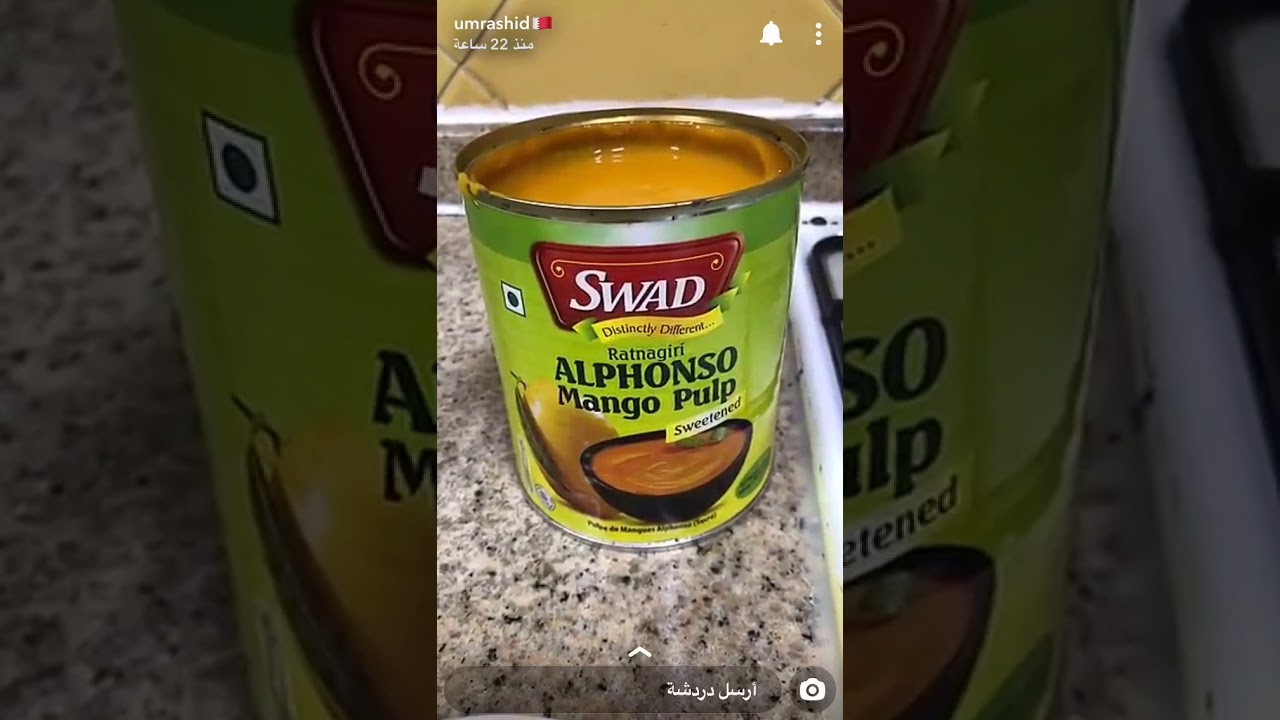 umrashid🇧🇭
منذ 22 ساعة
SWAD
Distinctly Different...
Ratnagiri
ALPHONSO
Mango Pulp
Sweetened
Pulpe de Mangues Alphonso (Sucré)
أرسل دردشة